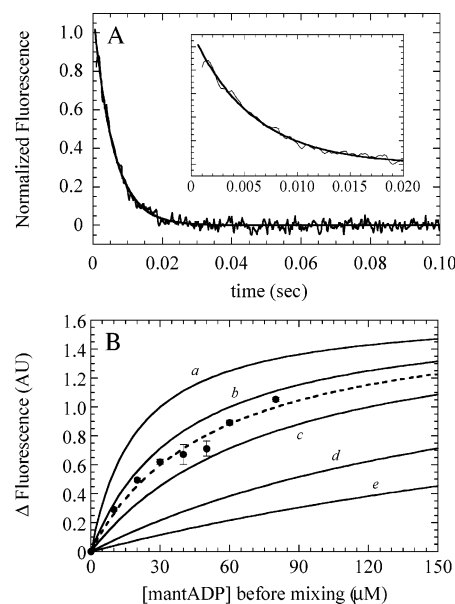 A
Normalized Fluorescence
1.0
0.8
0.6
0.4
0.2
0
0 0.005 0.010 0.015 0.020
0 0.02 0.04 0.06 0.08 0.10
time (sec)
B
Δ Fluorescence (AU)
1.6
1.4
1.2
1.0
0.8
0.6
0.4
0.2
0
a
b
c
d
e
0 30 60 90 120 150
[mantADP] before mixing (μM)